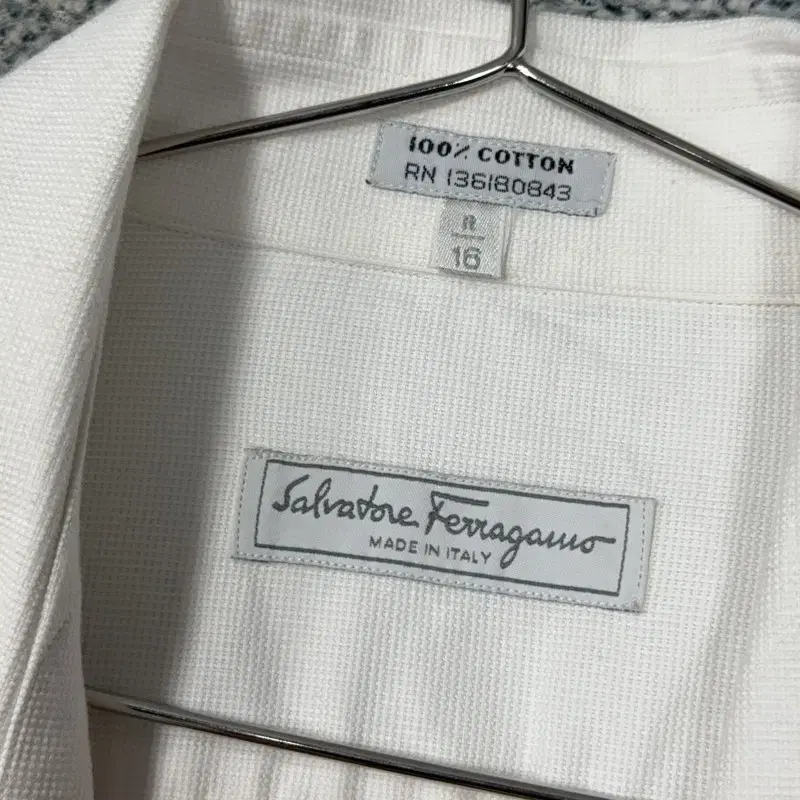 100% COTTON
RN 136180843
R
16
Salvatore Ferragamo
MADE IN ITALY